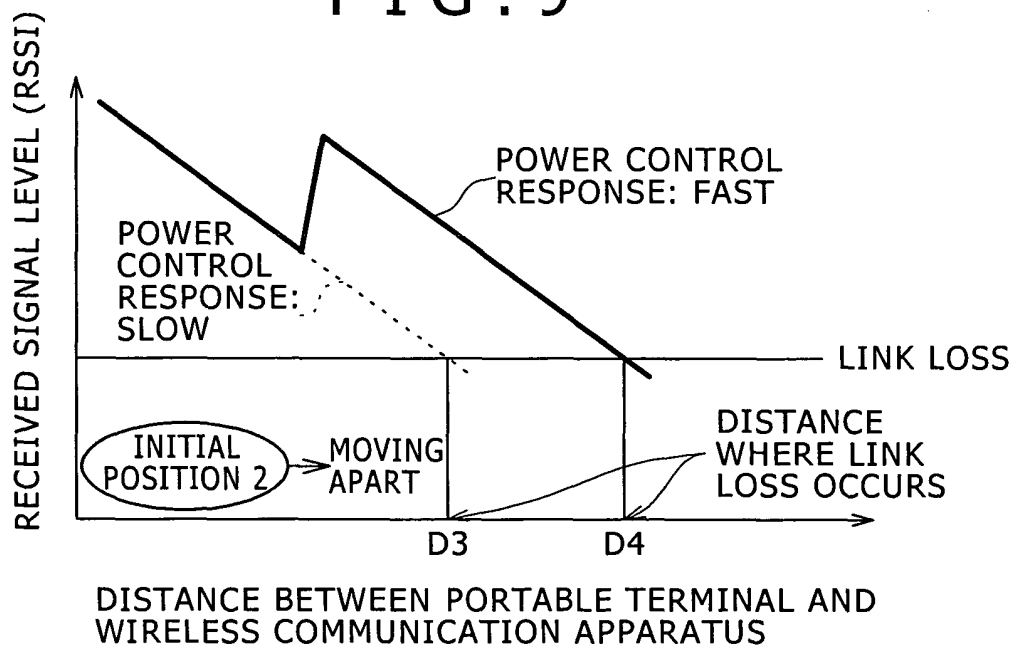 FIG.9
RECEIVED SIGNAL LEVEL (RSSI)
POWER CONTROL
RESPONSE: FAST
POWER
CONTROL
RESPONSE:
SLOW
LINK LOSS
INITIAL
POSITION 2
MOVING
APART
DISTANCE
WHERE LINK
LOSS OCCURS
D3
D4
DISTANCE BETWEEN PORTABLE TERMINAL AND
WIRELESS COMMUNICATION APPARATUS